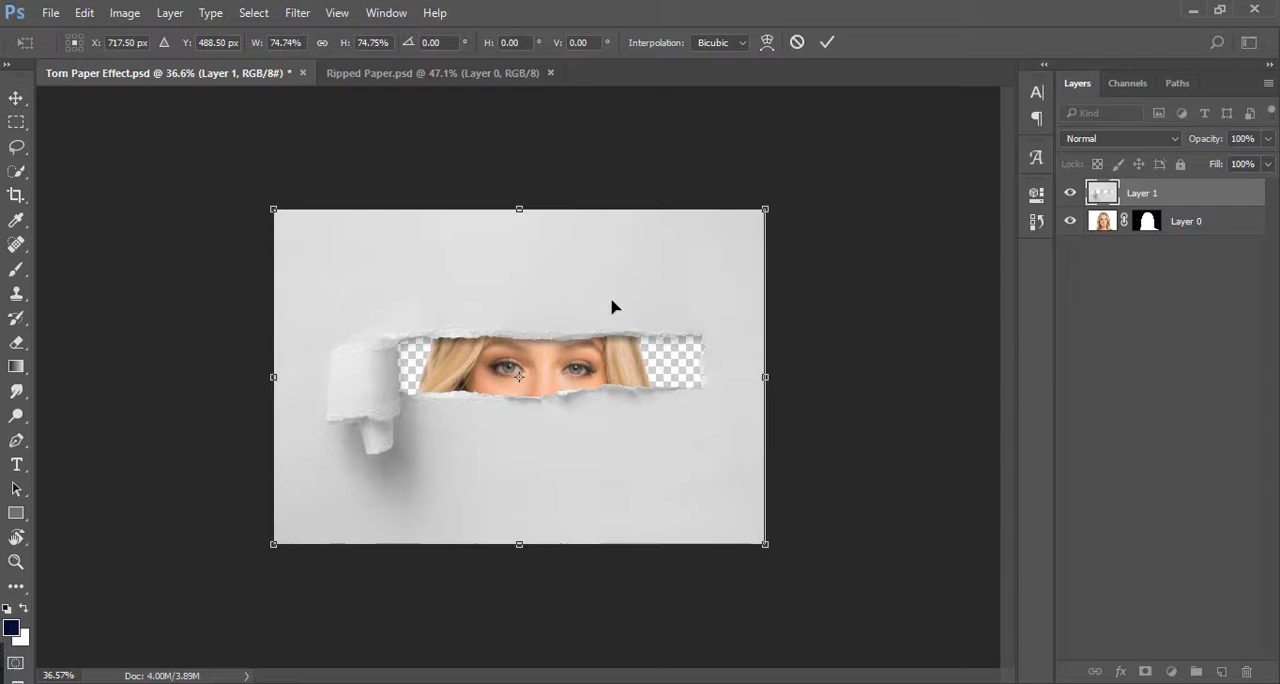 Ps File Edit Image Layer Type Select Filter View Window Help
X: 717.50 px Y: 488.50 px W: 74.74% H: 74.75% 0.00 ° H: 0.00 ° V: 0.00 ° Interpolation: Bicubic
Torn Paper Effect.psd @ 36.6% (Layer 1, RGB/8#) * × Ripped Paper.psd @ 47.1% (Layer 0, RGB/8) ×
Layers Channels Paths
Kind
Normal Opacity: 100%
Lock: Fill: 100%
Layer 1
Layer 0
36.57% Doc: 4.00M/3.89M